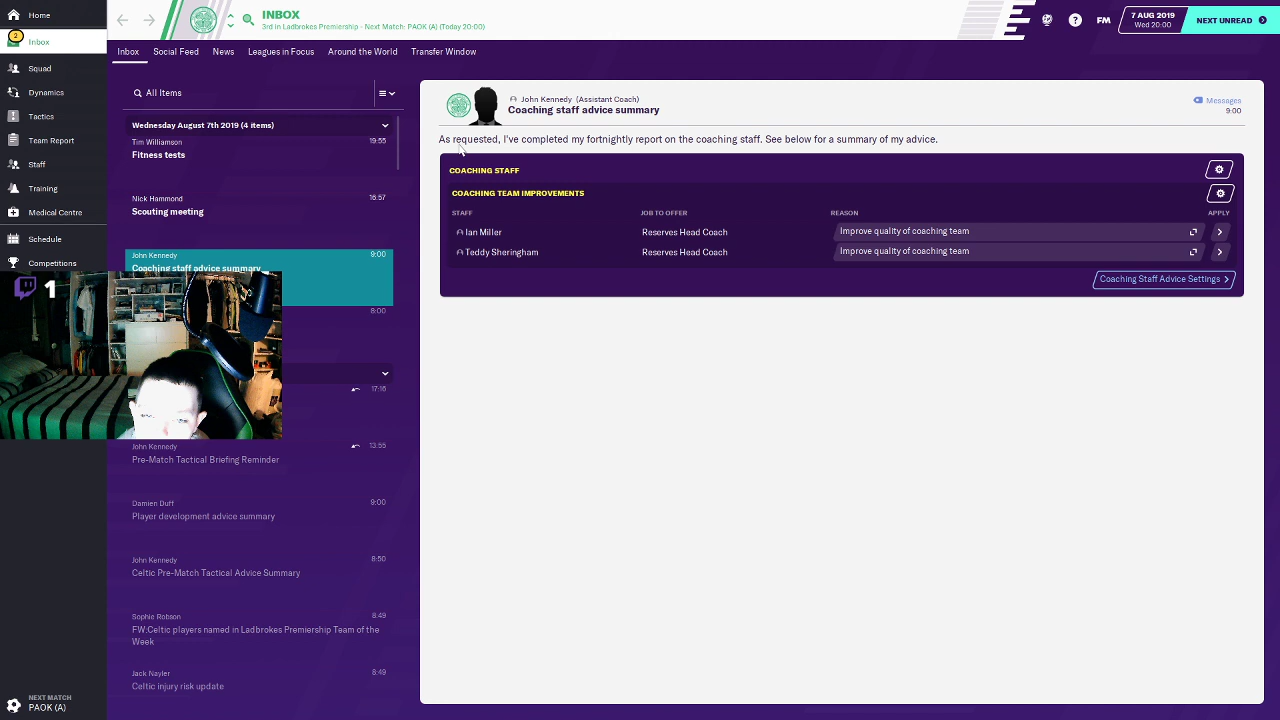 INBOX
3rd in Ladbrokes Premiership - Next Match: PAOK (A) (Today 20:00)
?
FM
7 AUG 2019
Wed 20:00
NEXT UNREAD
2
Inbox
Squad
Dynamics
Tactics
Team Report
Staff
Training
Medical Centre
Schedule
Competitions
1
NEXT MATCH
PAOK (A)
Inbox
Social Feed
News
Leagues in Focus
Around the World
Transfer Window
All Items
Wednesday August 7th 2019 (4 items)
Tim Williamson
19:55
Fitness tests
Nick Hammond
16:57
Scouting meeting
John Kennedy
9:00
Coaching staff advice summary
8:00
17:16
John Kennedy
13:55
Pre-Match Tactical Briefing Reminder
Damien Duff
9:00
Player development advice summary
John Kennedy
8:50
Celtic Pre-Match Tactical Advice Summary
Sophie Robson
8:49
FW:Celtic players named in Ladbrokes Premiership Team of the
Week
Jack Nayler
8:49
Celtic injury risk update
John Kennedy (Assistant Coach)
Coaching staff advice summary
Messages
9:00
As requested, I've completed my fortnightly report on the coaching staff. See below for a summary of my advice.
COACHING STAFF
COACHING TEAM IMPROVEMENTS
STAFF
JOB TO OFFER
REASON
APPLY
Ian Miller
Reserves Head Coach
Improve quality of coaching team
Teddy Sheringham
Reserves Head Coach
Improve quality of coaching team
Coaching Staff Advice Settings